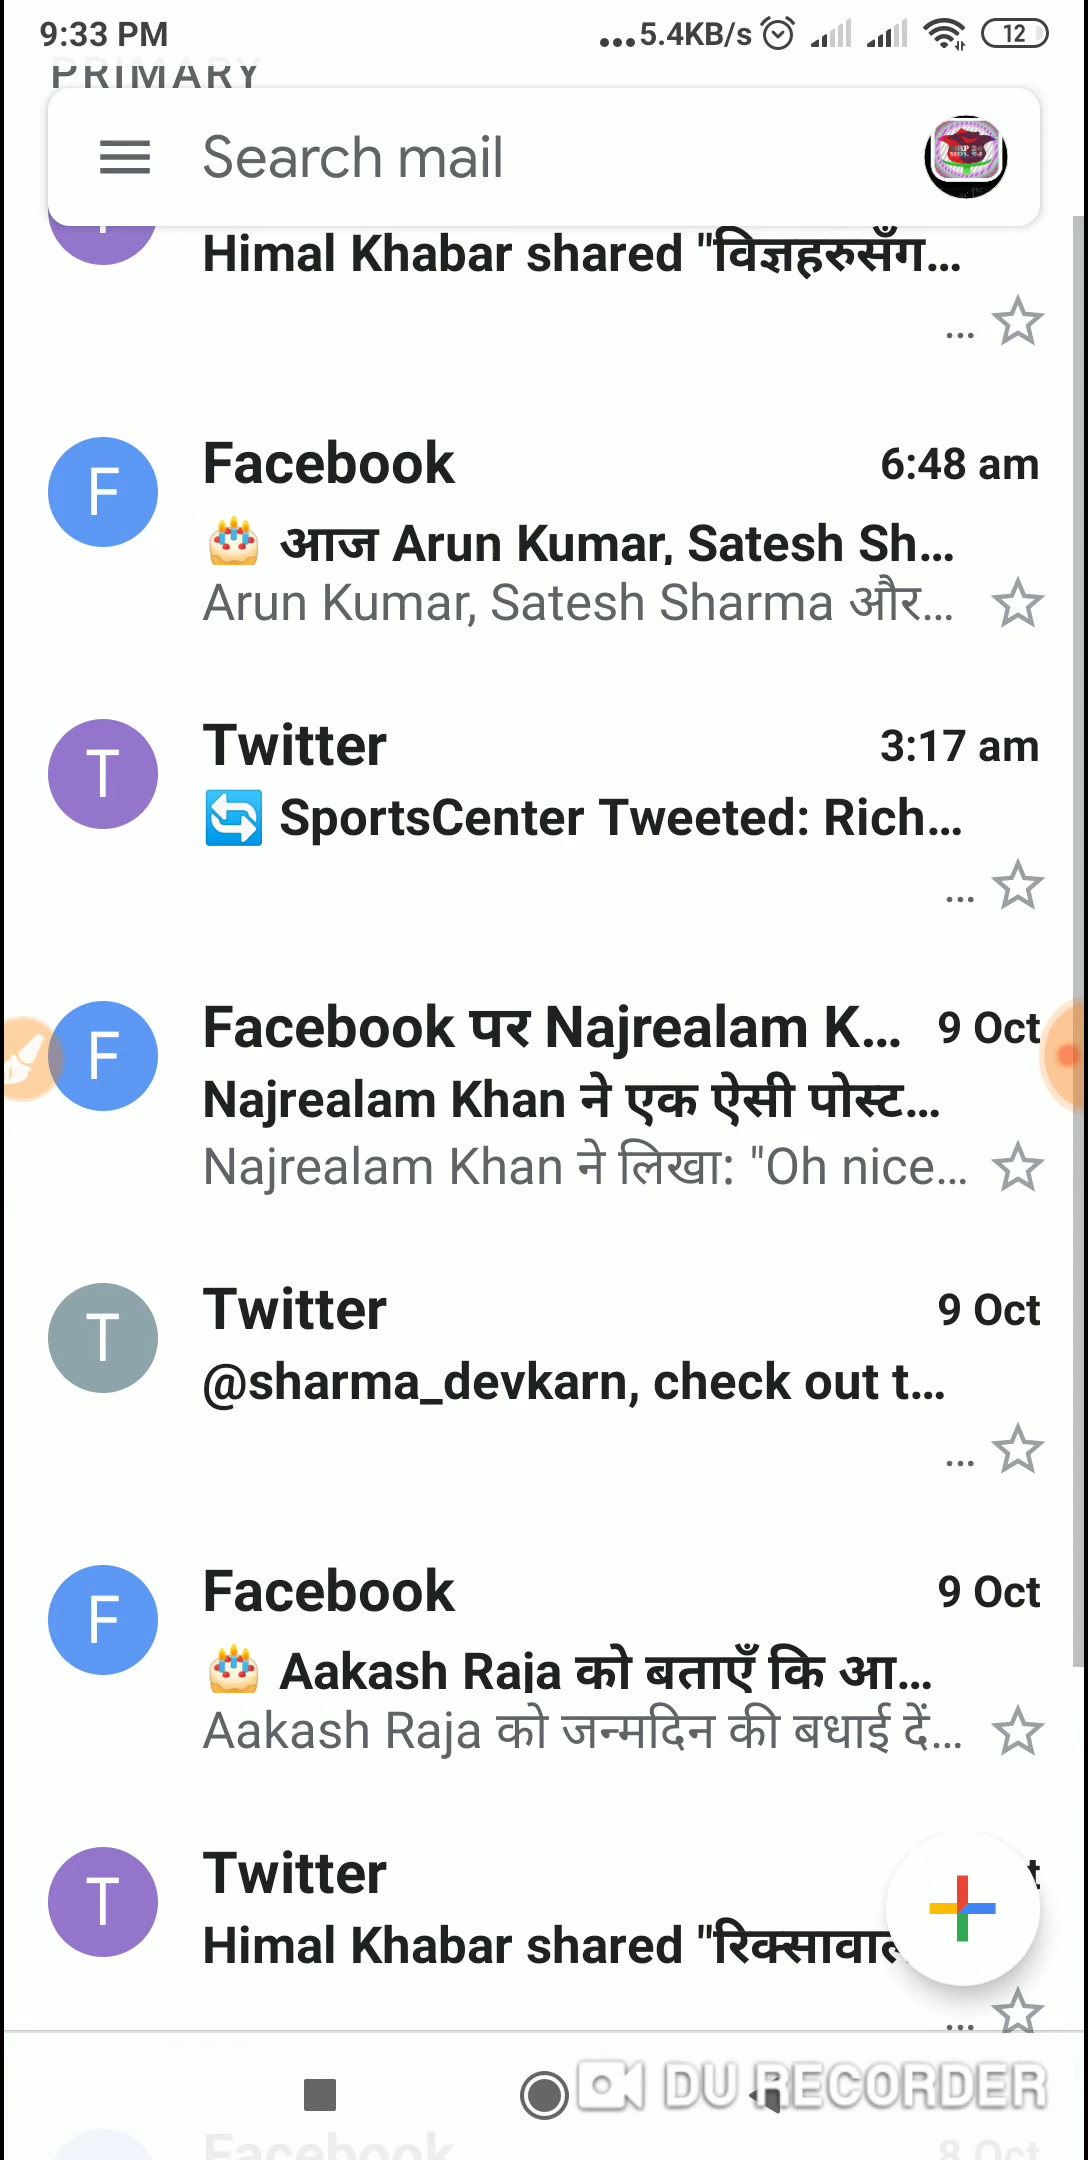 9:33 PM
...5.4KB/s
12
PRIMARY
Search mail
Himal Khabar shared "विज्ञहरुसँग...
...
F
Facebook
6:48 am
🎂 आज Arun Kumar, Satesh Sh...
Arun Kumar, Satesh Sharma और...
T
Twitter
3:17 am
🔄 SportsCenter Tweeted: Rich...
...
F
Facebook पर Najrealam K...
9 Oct
Najrealam Khan ने एक ऐसी पोस्ट...
Najrealam Khan ने लिखा: "Oh nice...
T
Twitter
9 Oct
@sharma_devkarn, check out t...
...
F
Facebook
9 Oct
🎂 Aakash Raja को बताएँ कि आ...
Aakash Raja को जन्मदिन की बधाई दें...
T
Twitter
Himal Khabar shared "रिक्सावाल
...
DU RECORDER
Facebook
8 Oct